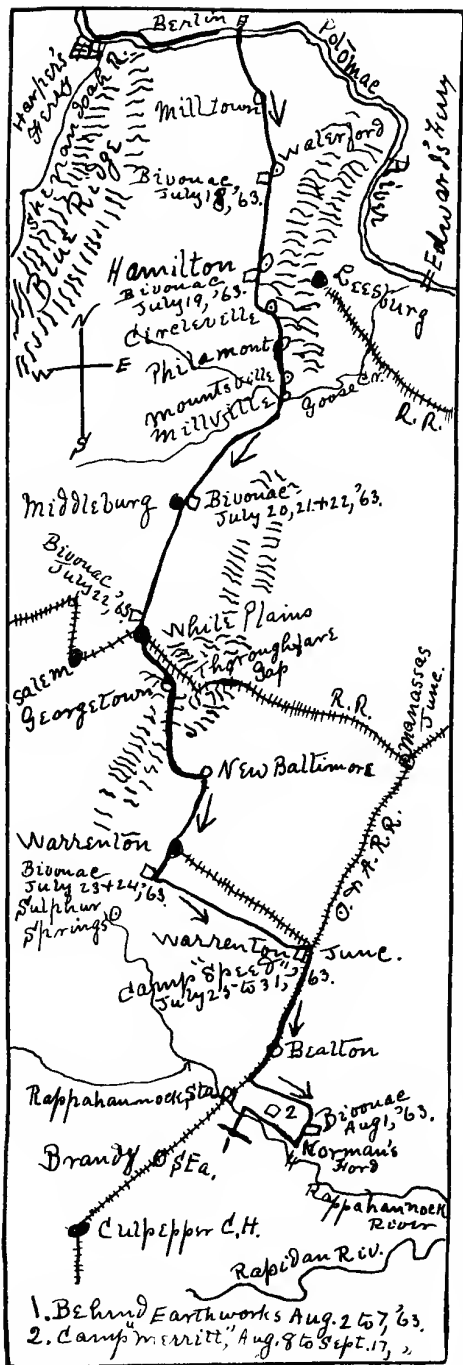 Berlin
Potomac
River
Harper's
Ferry
Shenandoah R.
Blue Ridge
Milltown
Waterford
Bivouac
July 18, '63.
Edwards' Ferry
Hamilton
Bivouac
July 19, '63.
Leesburg
Circleville
N
W
E
S
Philamont
Mountsville
Millville
Goose Cr.
R.R.
Middleburg
Bivouac
July 20, 21 + 22, '63.
Bivouac
July 22, '63.
White Plains
Salem
Thoroughfare
Gap
Georgetown
R.R.
Manassas
Junc.
New Baltimore
O. & A. R. R.
Warrenton
Bivouac
July 23 + 24, '63.
Sulphur
Springs
Warrenton Junc.
Camp "Speed",
July 25 to 31, '63.
Bealton
Rappahannock Sta.
2
Bivouac
Aug 1, '63.
Norman's
Ford
Brandy Sta.
Rappahannock
River
Culpepper C.H.
Rapidan Riv.
1. Behind Earthworks Aug. 2 to 7, '63.
2. Camp "Merritt," Aug. 8 to Sept. 17, "